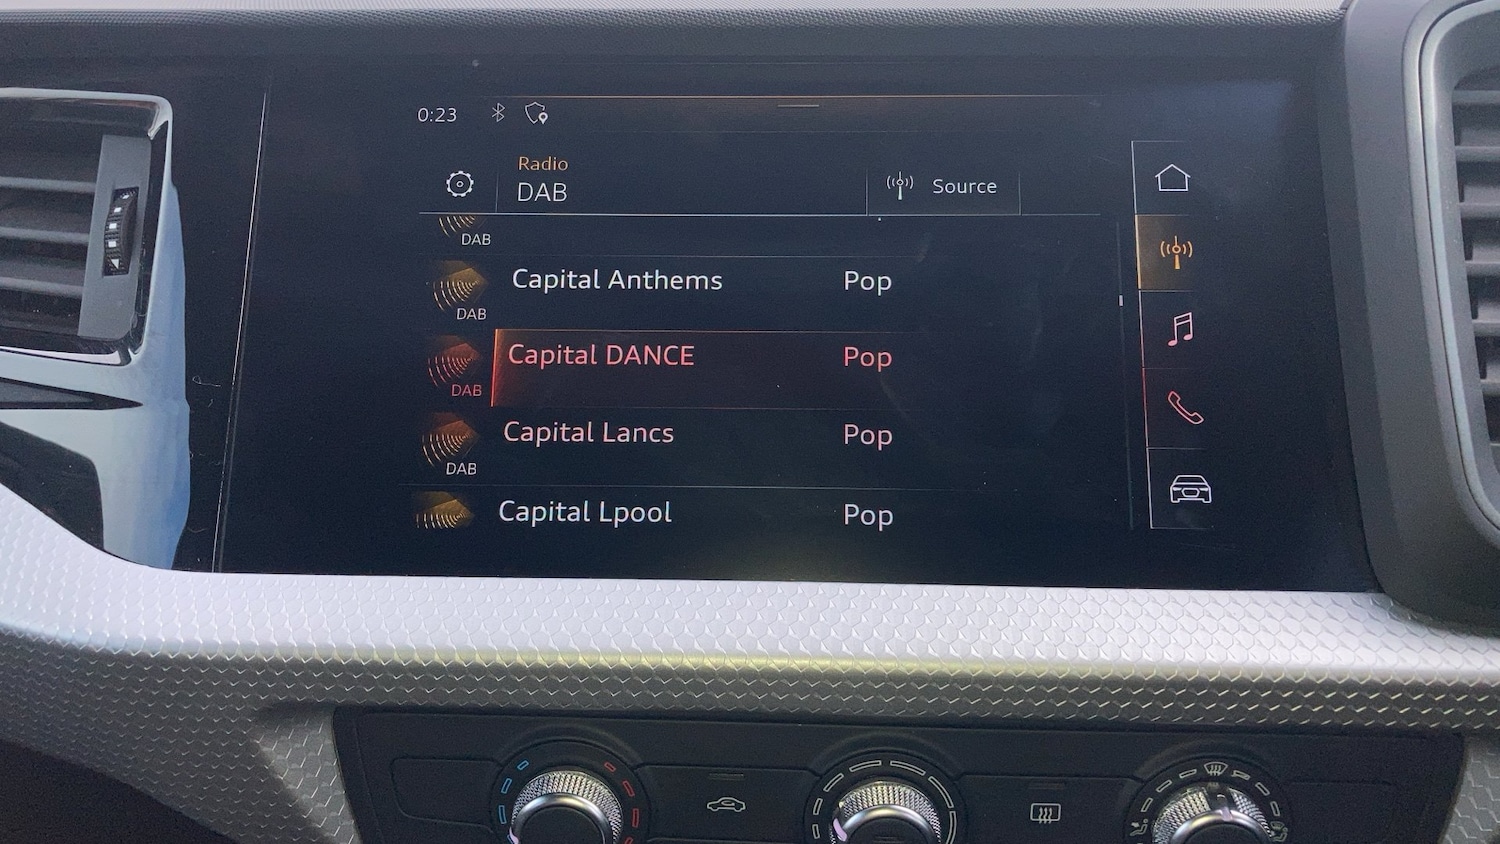 0:23
Radio
DAB
Source
DAB
Capital Anthems Pop
DAB
Capital DANCE Pop
DAB
Capital Lancs Pop
DAB
Capital Lpool Pop